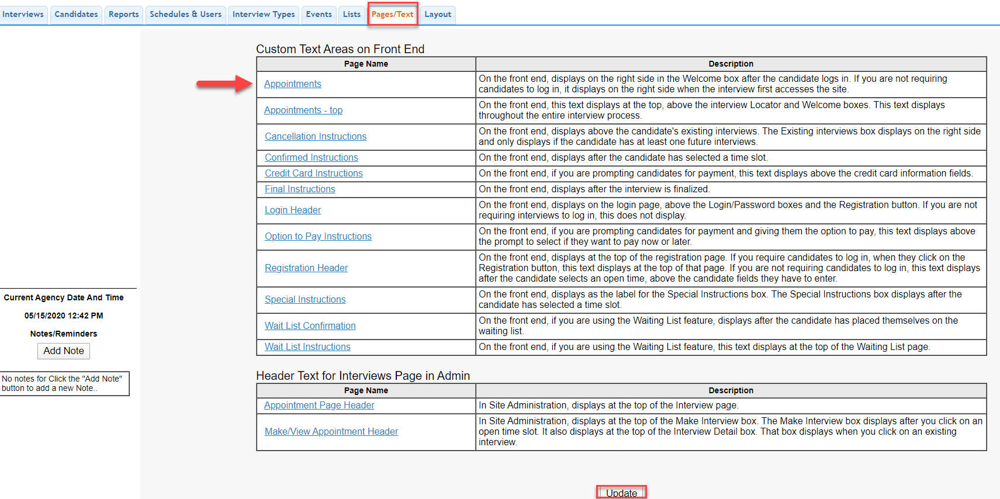 Interviews Candidates Reports Schedules & Users Interview Types Events Lists Pages/Text Layout
Custom Text Areas on Front End
Page Name Description
Appointments
On the front end, displays on the right side in the Welcome box after the candidate logs in. If you are not requiring
candidates to log in, it displays on the right side when the interview first accesses the site.
Appointments - top
On the front end, this text displays at the top, above the interview Locator and Welcome boxes. This text displays
throughout the entire interview process.
Cancellation Instructions
On the front end, displays above the candidate's existing interviews. The Existing interviews box displays on the right side
and only displays if the candidate has at least one future interviews.
Confirmed Instructions
On the front end, displays after the candidate has selected a time slot.
Credit Card Instructions
On the front end, if you are prompting candidates for payment, this text displays above the credit card information fields.
Final Instructions
On the front end, displays after the interview is finalized.
Login Header
On the front end, displays on the login page, above the Login/Password boxes and the Registration button. If you are not
requiring interviews to log in, this does not display.
Option to Pay Instructions
On the front end, if you are prompting candidates for payment and giving them the option to pay, this text displays above
the prompt to select if they want to pay now or later.
Registration Header
On the front end, displays at the top of the registration page. If you require candidates to log in, when they click on the
Registration button, this text displays at the top of that page. If you are not requiring candidates to log in, this text displays
after the candidate selects an open time, above the candidate fields they have to enter.
Special Instructions
On the front end, displays as the label for the Special Instructions box. The Special Instructions box displays after the
candidate has selected a time slot.
Wait List Confirmation
On the front end, if you are using the Waiting List feature, displays after the candidate has placed themselves on the
waiting list.
Wait List Instructions
On the front end, if you are using the Waiting List feature, this text displays at the top of the Waiting List page.
Current Agency Date And Time
05/15/2020 12:42 PM
Notes/Reminders
Add Note
No notes for Click the "Add Note"
button to add a new Note..
Header Text for Interviews Page in Admin
Page Name Description
Appointment Page Header
In Site Administration, displays at the top of the Interview page.
Make/View Appointment Header
In Site Administration, displays at the top of the Make Interview box. The Make Interview box displays after you click on an
open time slot. It also displays at the top of the Interview Detail box. That box displays when you click on an existing
interview.
Update